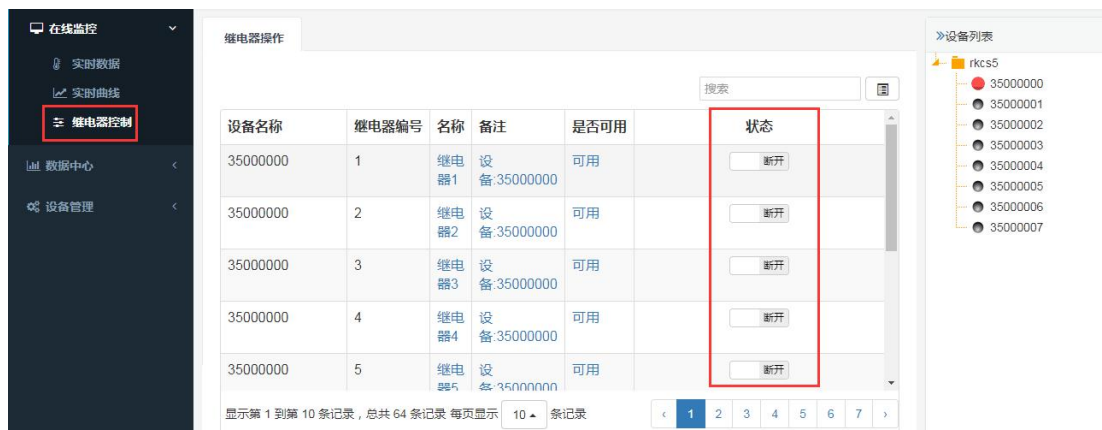 在线监控
实时数据
实时曲线
继电器控制
数据中心
设备管理
继电器操作
搜索
设备名称 继电器编号 名称 备注 是否可用 状态
35000000 1 继电 设 可用 断开
器1 备:35000000
35000000 2 继电 设 可用 断开
器2 备:35000000
35000000 3 继电 设 可用 断开
器3 备:35000000
35000000 4 继电 设 可用 断开
器4 备:35000000
35000000 5 继电 设 可用 断开
器5 备:35000000
显示第 1 到第 10 条记录，总共 64 条记录 每页显示 10 条记录
‹ 1 2 3 4 5 6 7 ›
»设备列表
rkcs5
35000000
35000001
35000002
35000003
35000004
35000005
35000006
35000007